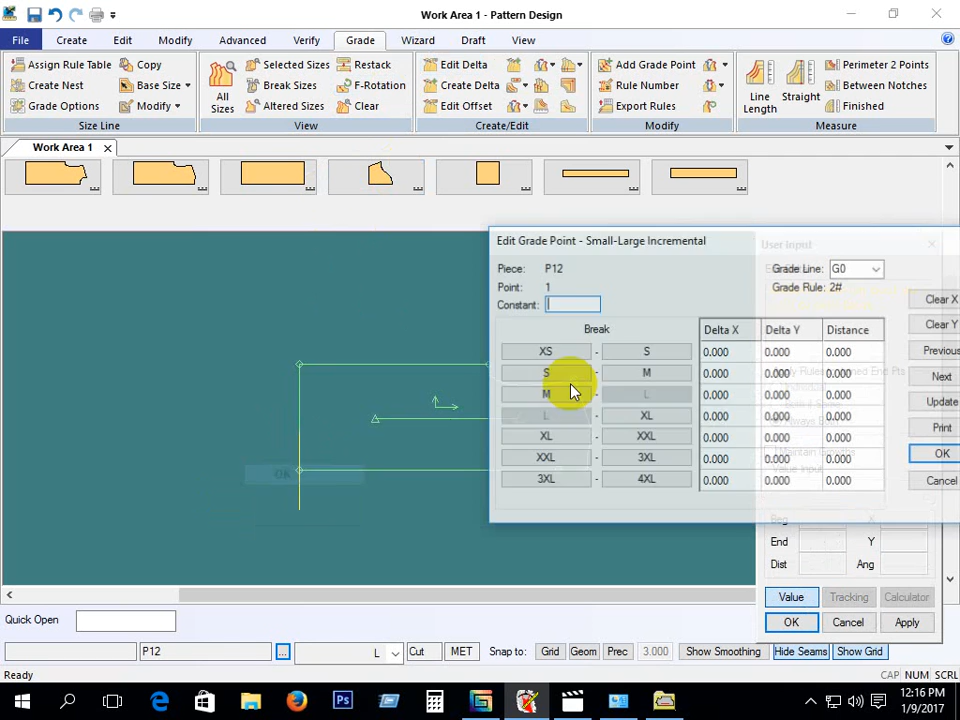 Work Area 1 - Pattern Design
File Create Edit Modify Advanced Verify Grade Wizard Draft View
Assign Rule Table Copy Selected Sizes Restack Edit Delta Add Grade Point Perimeter 2 Points
Create Nest Base Size Break Sizes F-Rotation Create Delta Rule Number Between Notches
Grade Options Modify All Sizes Altered Sizes Clear Edit Offset Export Rules Line Length Straight Finished
Size Line View Create/Edit Modify Measure
Work Area 1
Edit Grade Point - Small-Large Incremental User Input
Piece: P12 Grade Line: G0
Point: 1 Grade Rule: 2#
Constant: Clear X
Break Delta X Delta Y Distance Clear Y
XS - S 0.000 0.000 0.000 Previous
S - M 0.000 0.000 0.000 Next
M - L 0.000 0.000 0.000
L - XL 0.000 0.000 0.000 Update
XL - XXL 0.000 0.000 0.000 Print
XXL - 3XL 0.000 0.000 0.000 OK
3XL - 4XL 0.000 0.000 0.000 Cancel
OK
Value Input
Beg X
End Y
Dist Ang
Value Tracking Calculator
OK Cancel Apply
Quick Open
P12 ... L Cut MET Snap to: Grid Geom Prec 3.000 Show Smoothing Hide Seams Show Grid
Ready CAP NUM SCRL
12:16 PM
1/9/2017